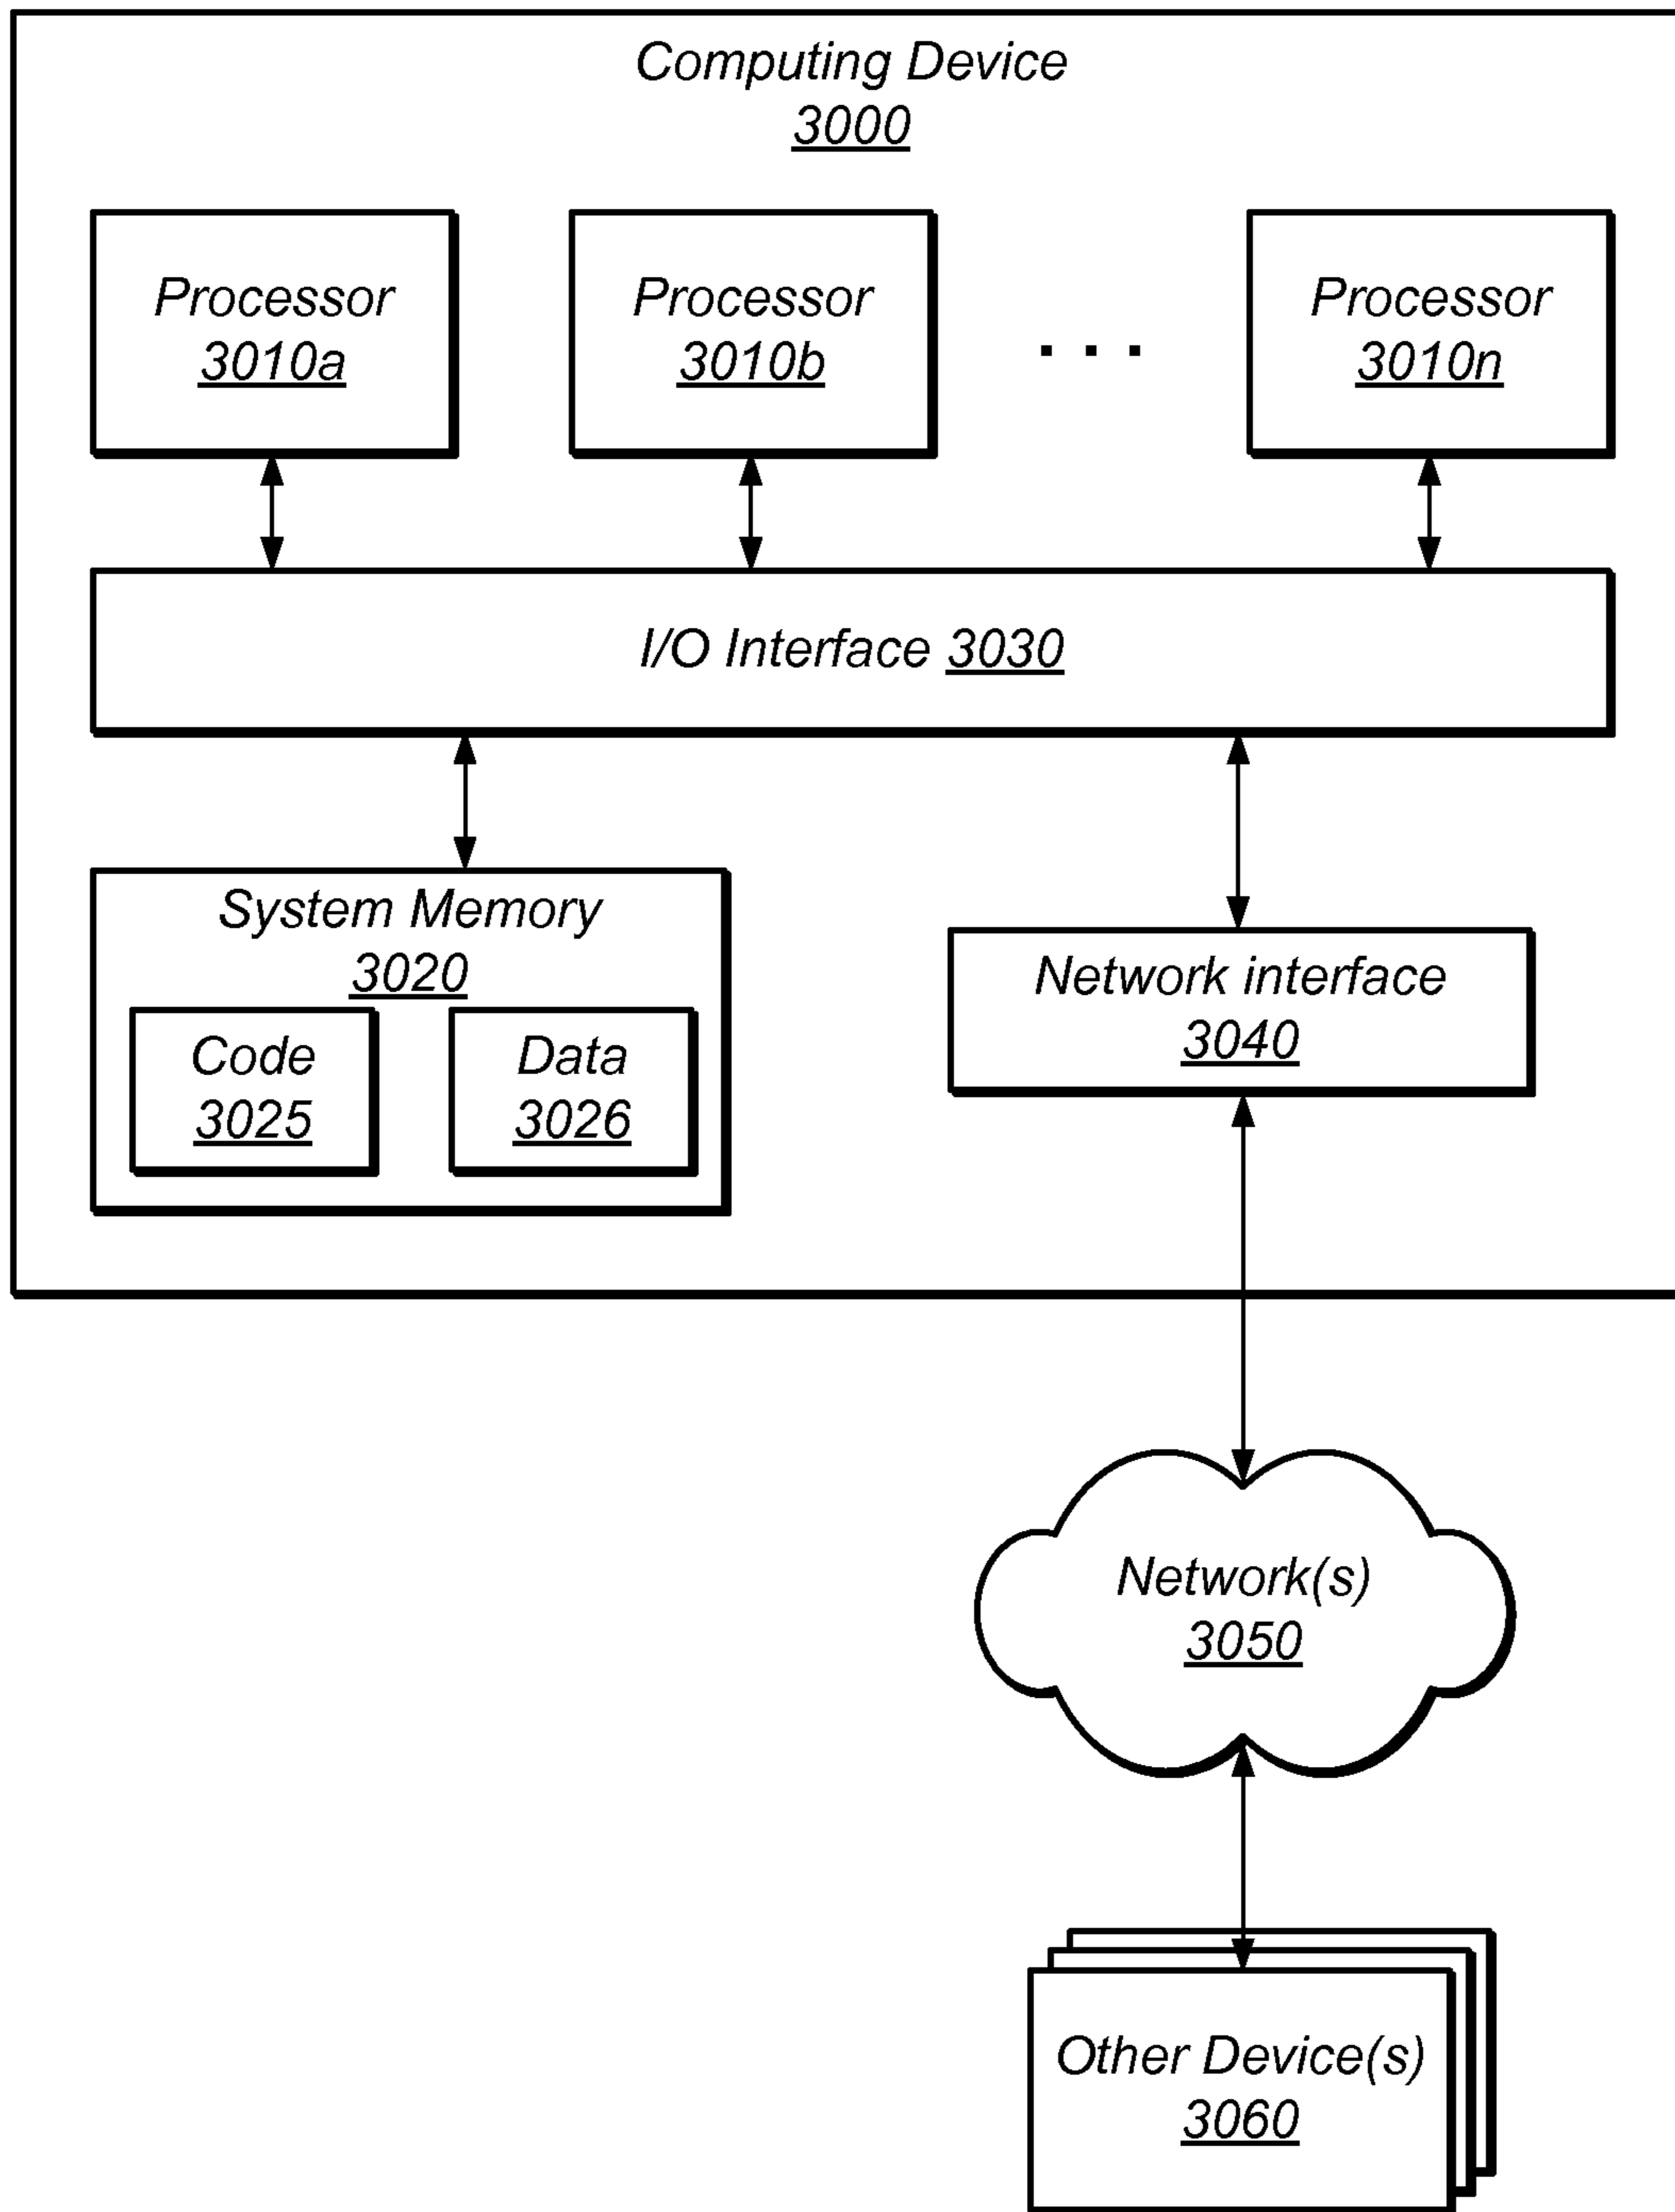 Computing Device
3000
Processor
3010a
Processor
3010b
. . .
Processor
3010n
I/O Interface 3030
System Memory
3020
Code
3025
Data
3026
Network interface
3040
Network(s)
3050
Other Device(s)
3060